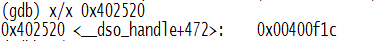 (gdb) x/x 0x402520
0x402520 <__dso_handle+472>:    0x00400f1c